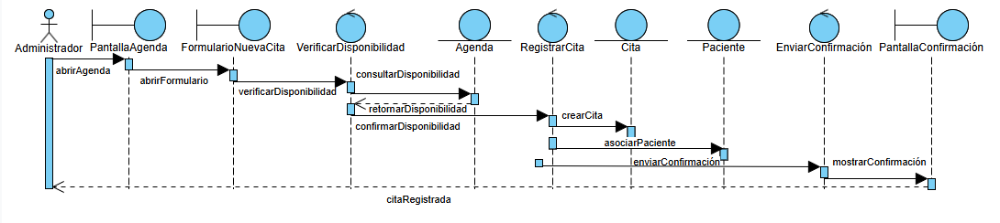 Administrador
PantallaAgenda
FormularioNuevaCita
VerificarDisponibilidad
Agenda
RegistrarCita
Cita
Paciente
EnviarConfirmación
PantallaConfirmación
abrirAgenda
abrirFormulario
verificarDisponibilidad
consultarDisponibilidad
retornarDisponibilidad
confirmarDisponibilidad
crearCita
asociarPaciente
enviarConfirmación
mostrarConfirmación
citaRegistrada